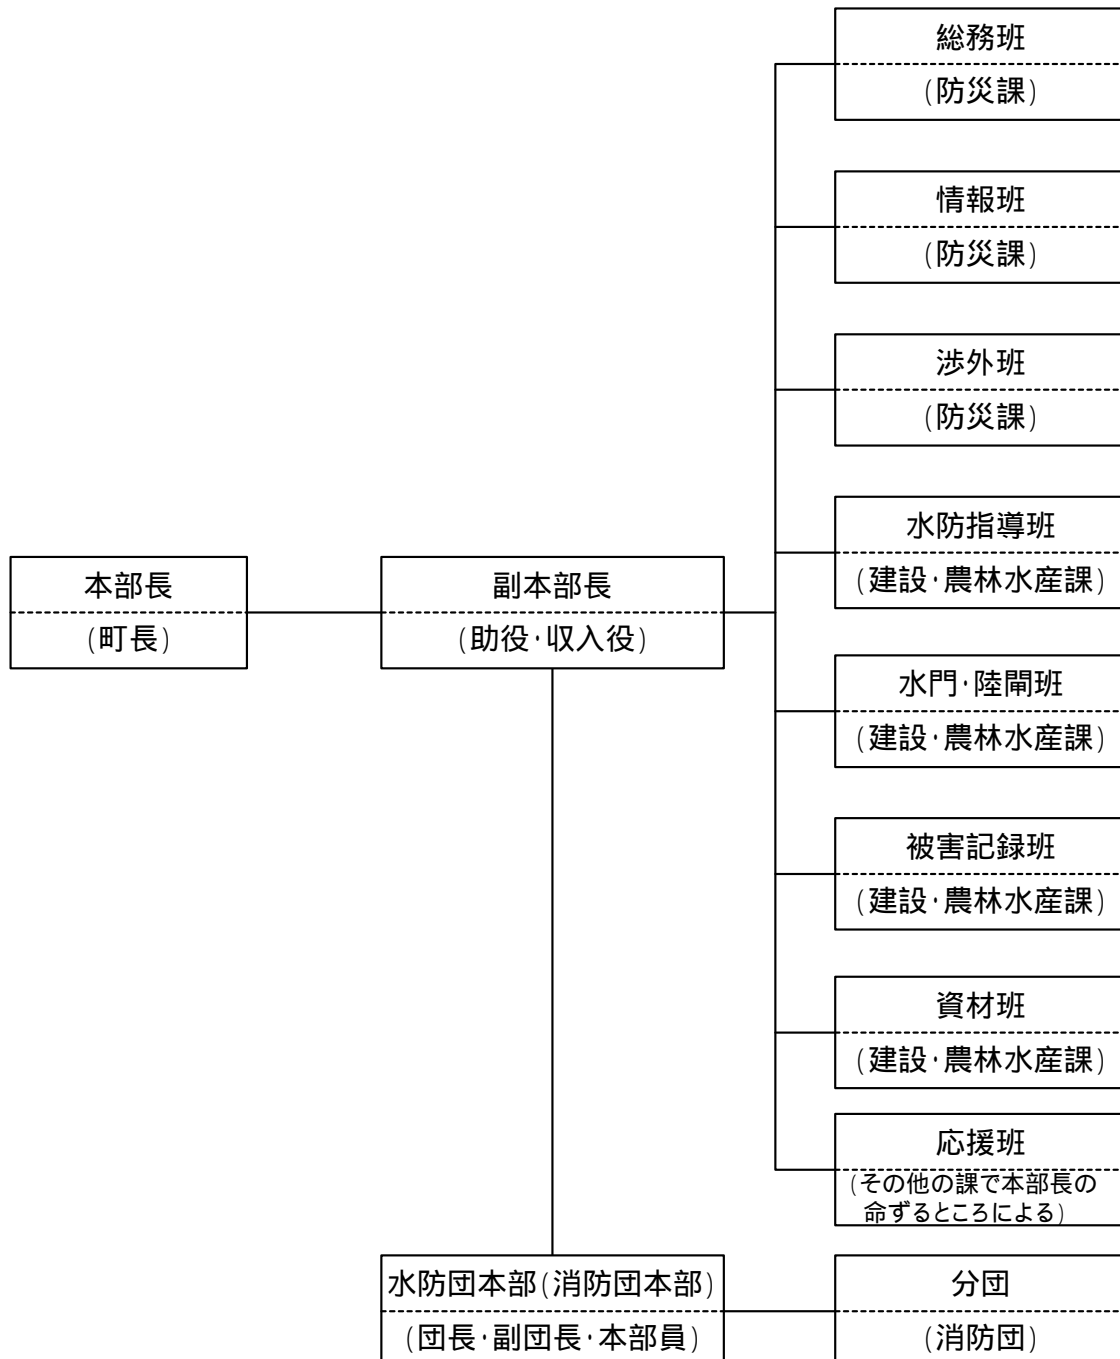 総務班
(防災課)
情報班
(防災課)
渉外班
(防災課)
水防指導班
(建設・農林水産課)
本部長
(町長)
副本部長
(助役・収入役)
水門・陸閘班
(建設・農林水産課)
被害記録班
(建設・農林水産課)
資材班
(建設・農林水産課)
応援班
(その他の課で本部長の
命ずるところによる)
水防団本部(消防団本部)
(団長・副団長・本部員)
分団
(消防団)